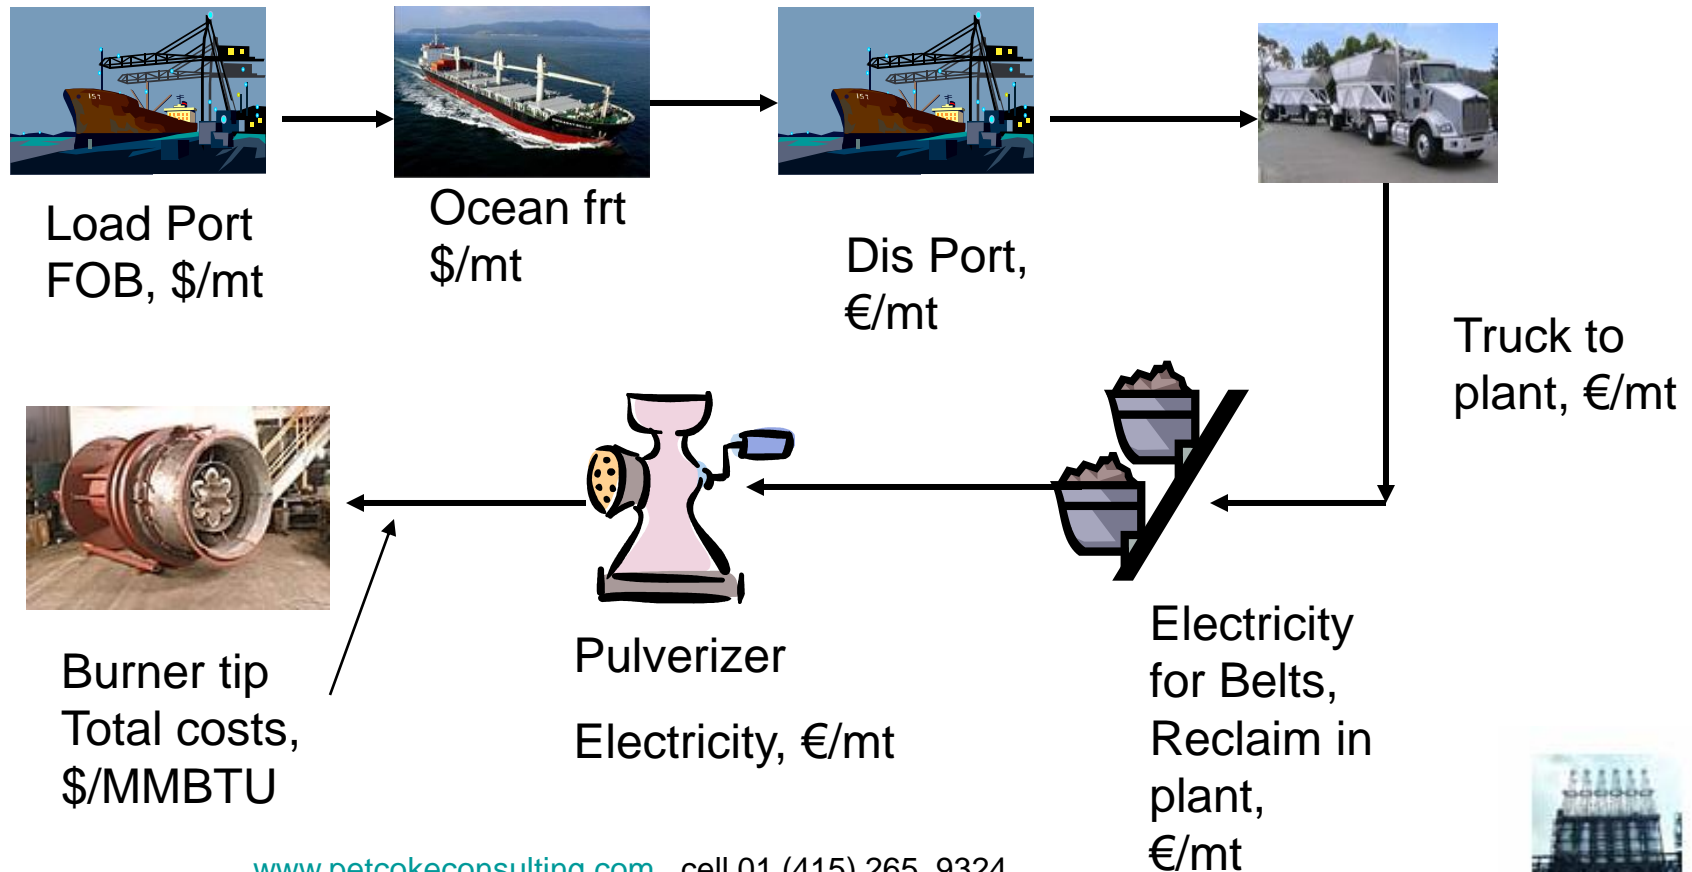 Load Port
FOB, $/mt
Ocean frt
$/mt
Dis Port,
€/mt
Truck to
plant, €/mt
Electricity
for Belts,
Reclaim in
plant,
€/mt
Pulverizer
Electricity, €/mt
Burner tip
Total costs,
$/MMBTU
www.petcokeconsulting.com cell 01 (415) 265 9324